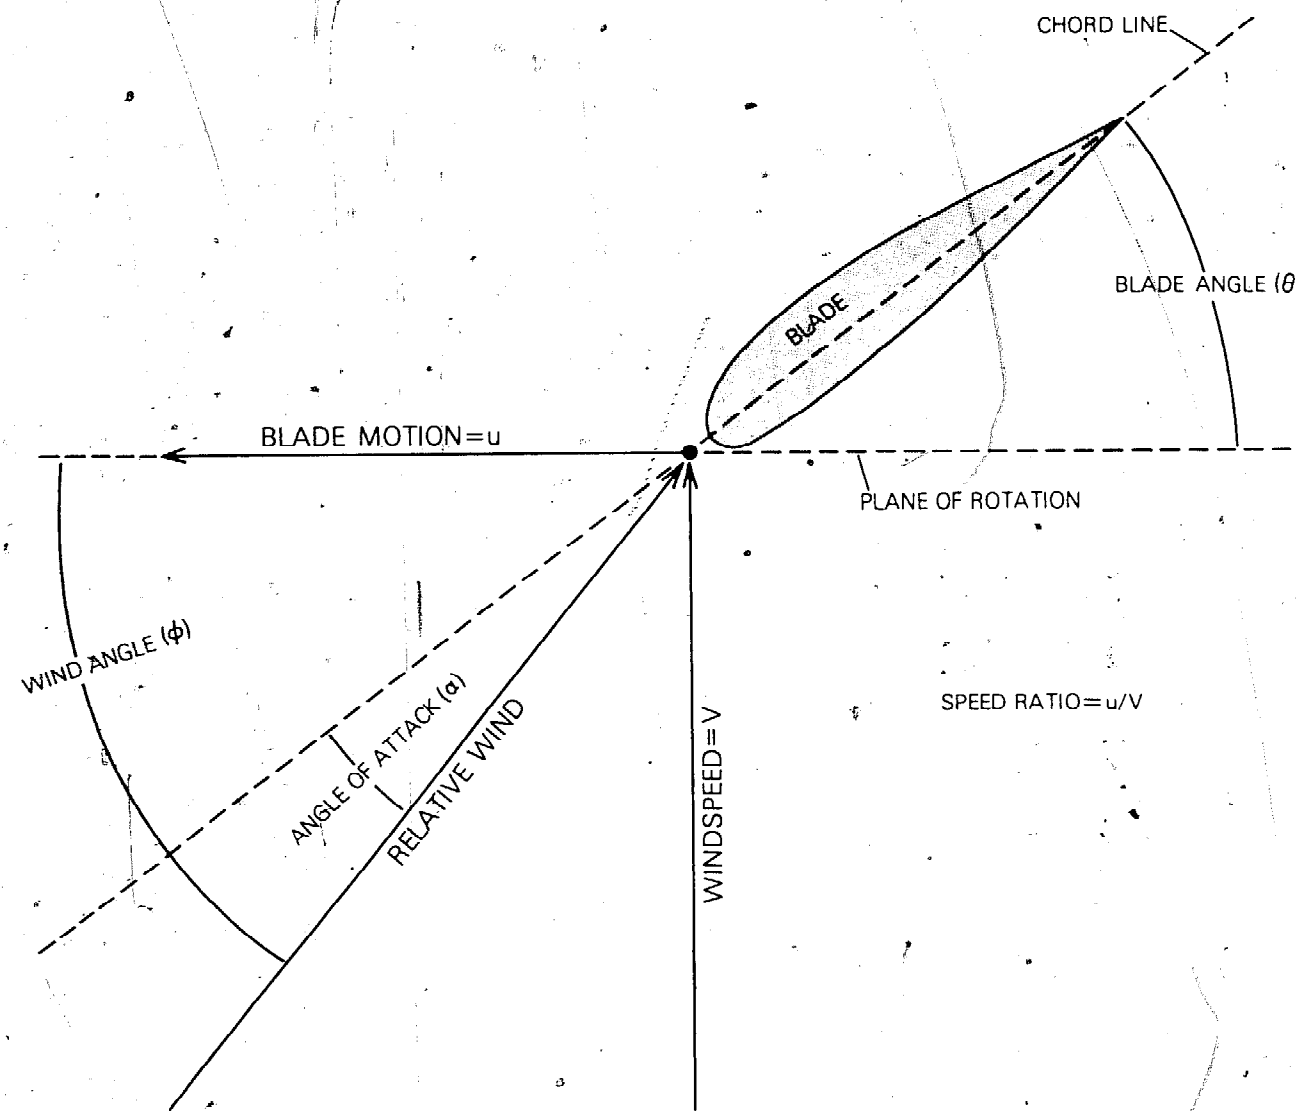 CHORD LINE
BLADE ANGLE (θ
BLADE
BLADE MOTION=u
PLANE OF ROTATION
WIND ANGLE (ϕ)
ANGLE OF ATTACK (α)
RELATIVE WIND
WINDSPEED=V
SPEED RATIO=u/V